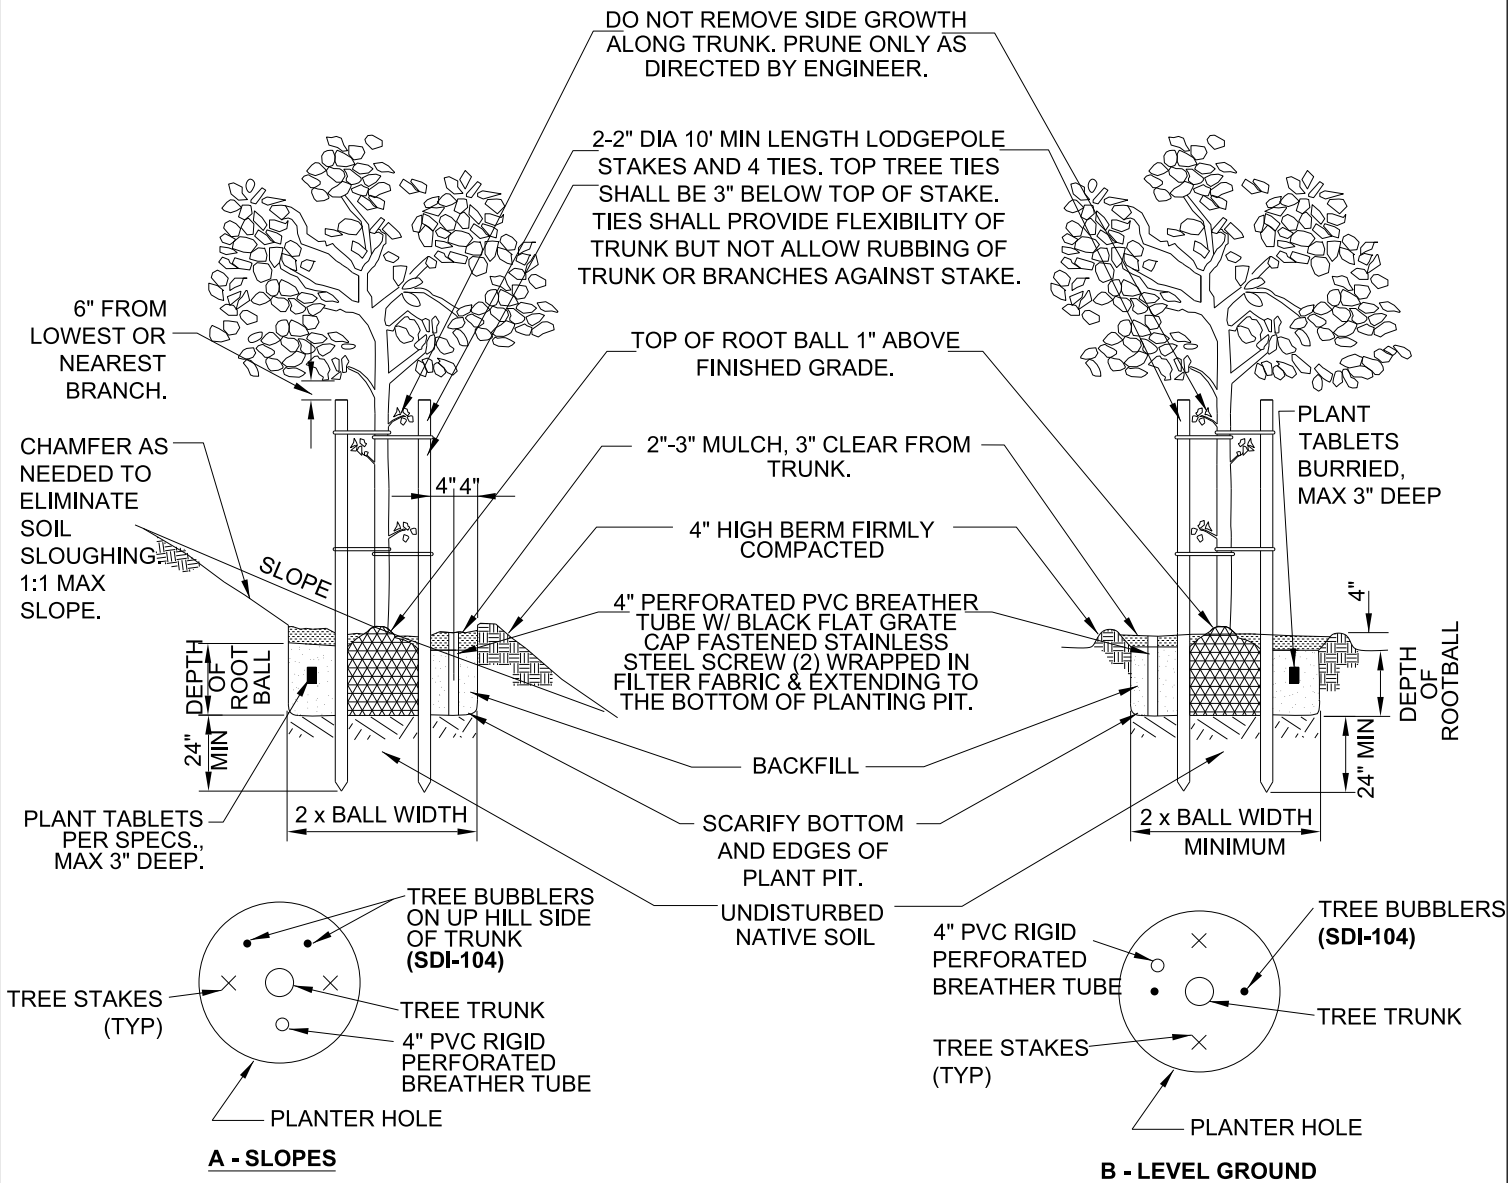 DO NOT REMOVE SIDE GROWTH
ALONG TRUNK. PRUNE ONLY AS
DIRECTED BY ENGINEER.
2-2" DIA 10' MIN LENGTH LODGEPOLE
STAKES AND 4 TIES. TOP TREE TIES
SHALL BE 3" BELOW TOP OF STAKE.
TIES SHALL PROVIDE FLEXIBILITY OF
TRUNK BUT NOT ALLOW RUBBING OF
TRUNK OR BRANCHES AGAINST STAKE.
6" FROM
LOWEST OR
NEAREST
BRANCH.
TOP OF ROOT BALL 1" ABOVE
FINISHED GRADE.
PLANT
TABLETS
BURRIED,
MAX 3" DEEP
CHAMFER AS
NEEDED TO
ELIMINATE
SOIL
SLOUGHING.
1:1 MAX
SLOPE.
2"-3" MULCH, 3" CLEAR FROM
TRUNK.
4" 4"
4" HIGH BERM FIRMLY
COMPACTED
SLOPE
4" PERFORATED PVC BREATHER
TUBE W/ BLACK FLAT GRATE
CAP FASTENED STAINLESS
STEEL SCREW (2) WRAPPED IN
FILTER FABRIC & EXTENDING TO
THE BOTTOM OF PLANTING PIT.
4"
DEPTH
OF
ROOT
BALL
DEPTH
OF
ROOTBALL
24"
MIN
24" MIN
BACKFILL
PLANT TABLETS
PER SPECS.,
MAX 3" DEEP.
2 x BALL WIDTH
SCARIFY BOTTOM
AND EDGES OF
PLANT PIT.
2 x BALL WIDTH
MINIMUM
UNDISTURBED
NATIVE SOIL
TREE BUBBLERS
ON UP HILL SIDE
OF TRUNK
(SDI-104)
TREE STAKES
(TYP)
TREE TRUNK
4" PVC RIGID
PERFORATED
BREATHER TUBE
PLANTER HOLE
A - SLOPES
4" PVC RIGID
PERFORATED
BREATHER TUBE
TREE BUBBLERS
(SDI-104)
TREE TRUNK
TREE STAKES
(TYP)
PLANTER HOLE
B - LEVEL GROUND